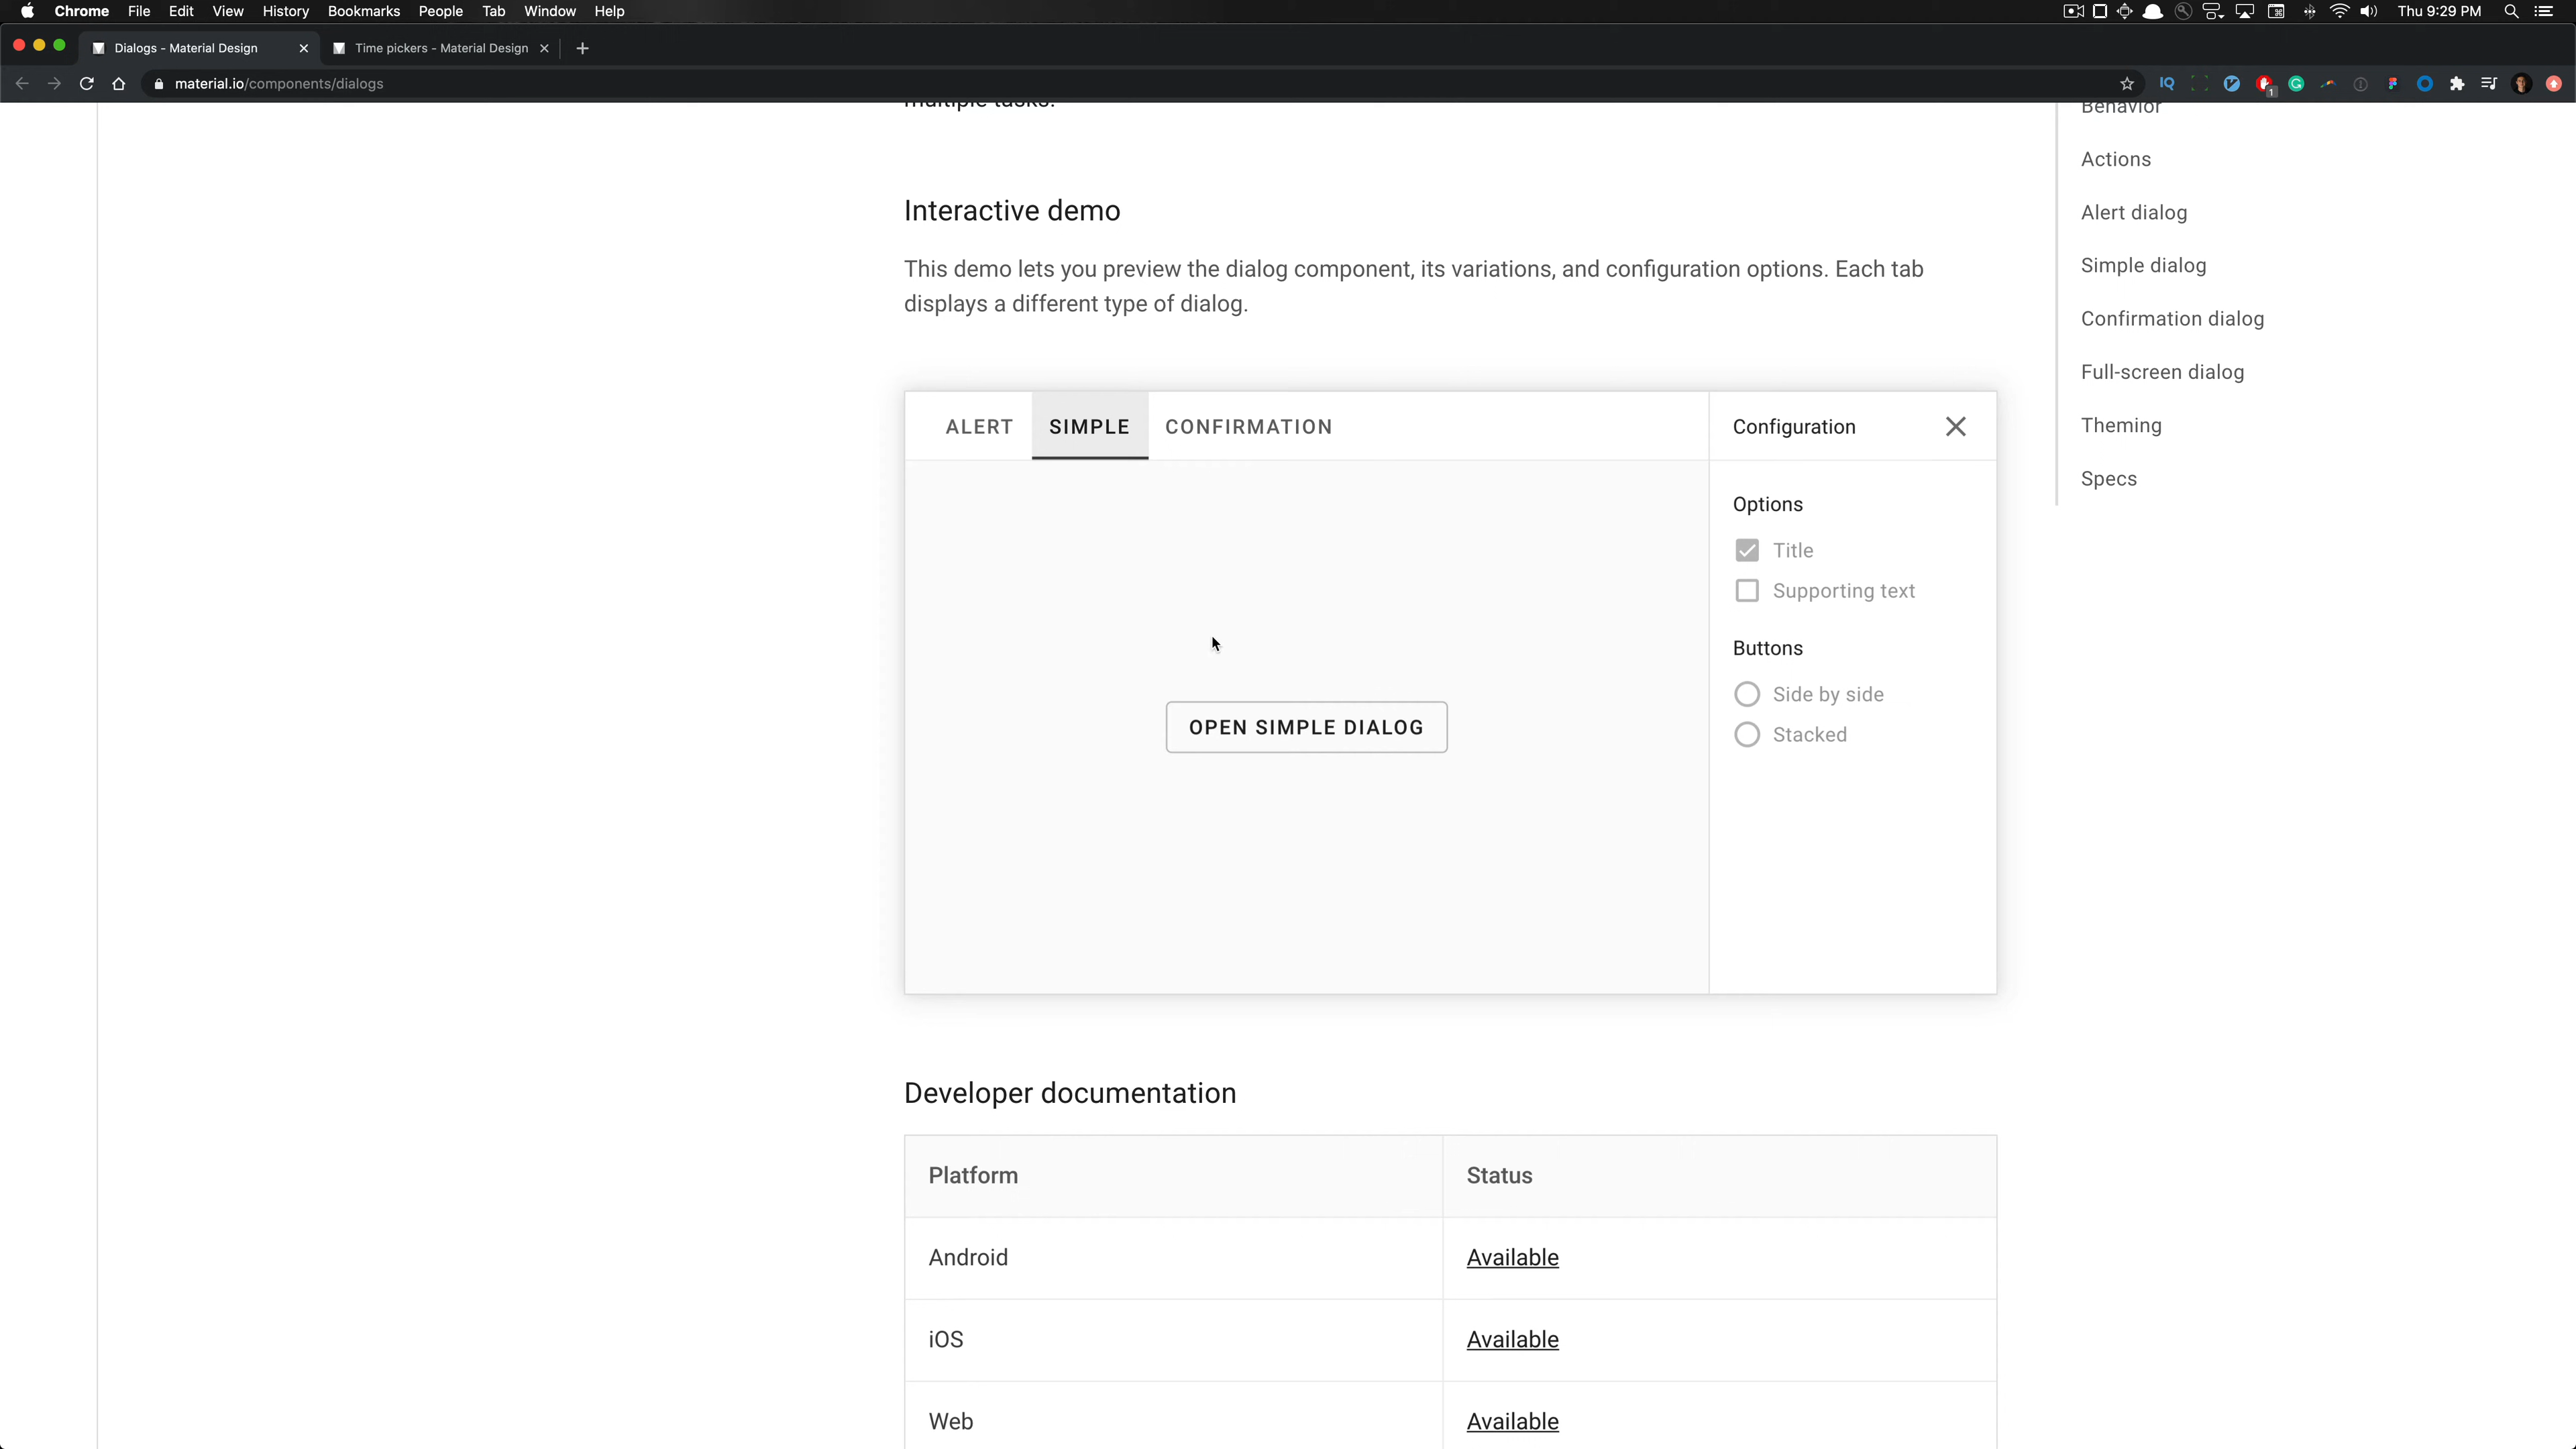 Chrome File Edit View History Bookmarks People Tab Window Help
Thu 9:29 PM
Dialogs - Material Design
Time pickers - Material Design
material.io/components/dialogs
IQ
1
multiple tasks.
Interactive demo
This demo lets you preview the dialog component, its variations, and configuration options. Each tab
displays a different type of dialog.
ALERT SIMPLE CONFIRMATION
OPEN SIMPLE DIALOG
Configuration
Options
Title
Supporting text
Buttons
Side by side
Stacked
Developer documentation
Platform Status
Android Available
iOS Available
Web Available
Behavior
Actions
Alert dialog
Simple dialog
Confirmation dialog
Full-screen dialog
Theming
Specs